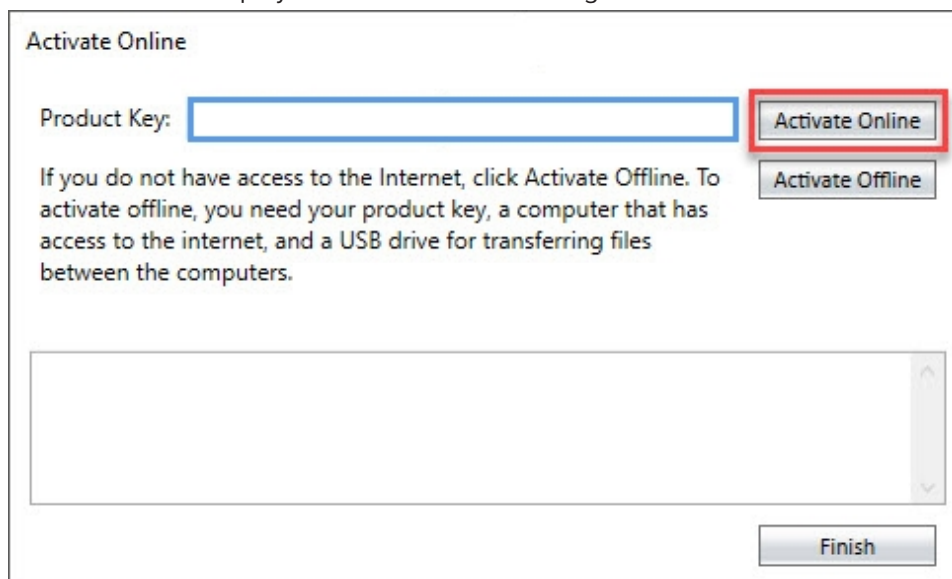 Activate Online
Product Key:
Activate Online
If you do not have access to the Internet, click Activate Offline. To
Activate Offline
activate offline, you need your product key, a computer that has
access to the internet, and a USB drive for transferring files
between the computers.
Finish